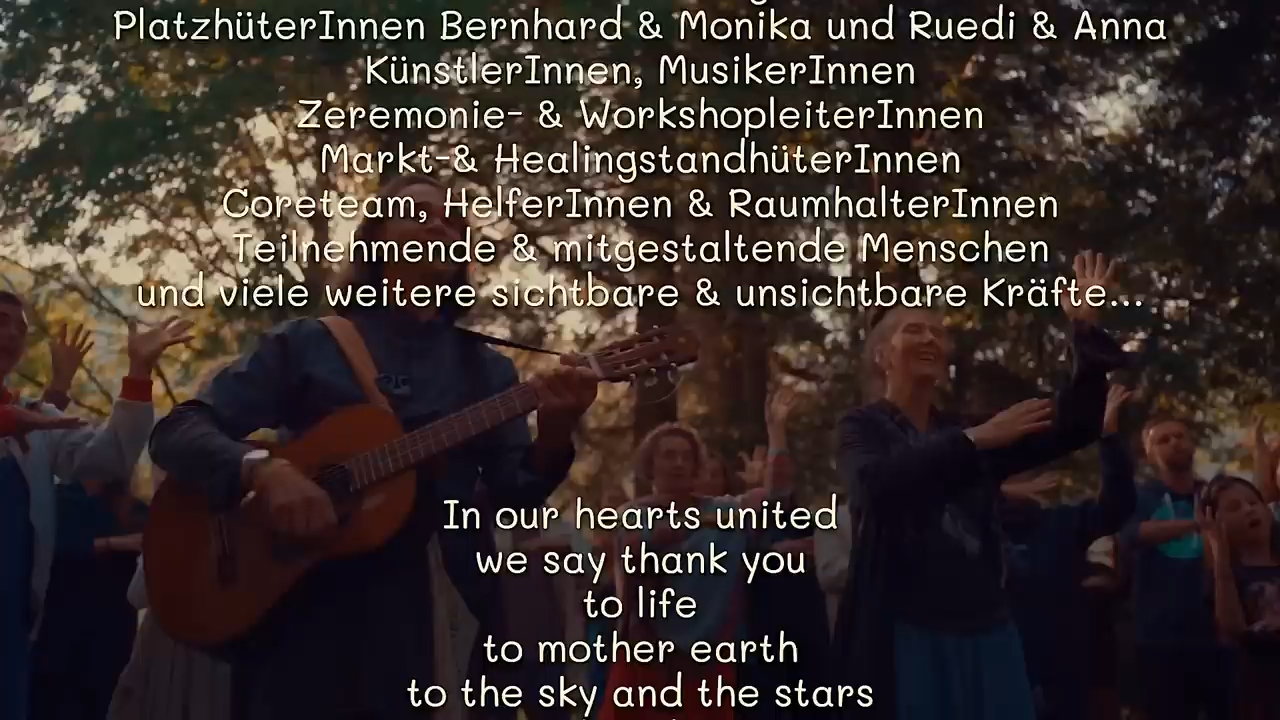 PlatzhüterInnen Bernhard & Monika und Ruedi & Anna
KünstlerInnen, MusikerInnen
Zeremonie- & WorkshopleiterInnen
Markt-& HealingstandhüterInnen
Coreteam, HelferInnen & RaumhalterInnen
Teilnehmende & mitgestaltende Menschen
und viele weitere sichtbare & unsichtbare Kräfte...
In our hearts united
we say thank you
to life
to mother earth
to the sky and the stars